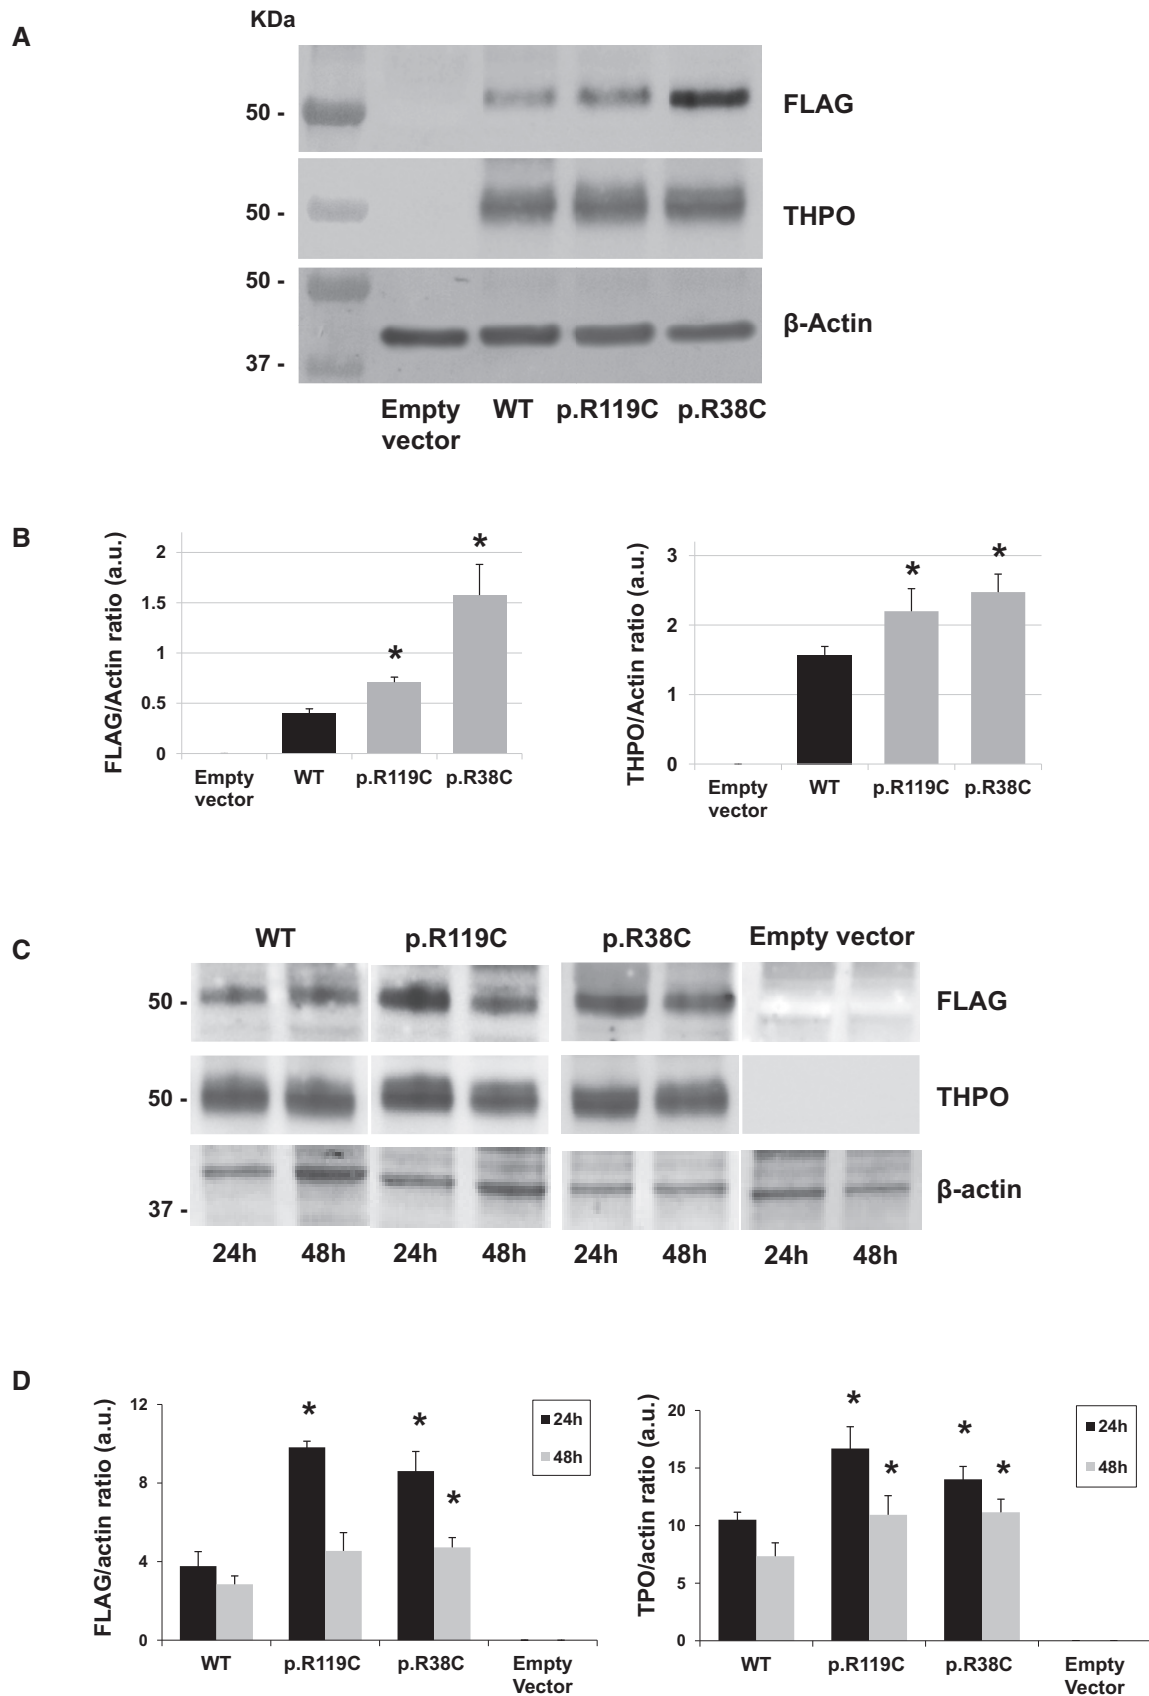 A
KDa
50 -
FLAG
50 -
THPO
50 -
β-Actin
37 -
Empty vector WT p.R119C p.R38C
B
FLAG/Actin ratio (a.u.)
2
1.5
1
0.5
0
* *
Empty vector WT p.R119C p.R38C
THPO/Actin ratio (a.u.)
3
2
1
0
* *
Empty vector WT p.R119C p.R38C
C
WT p.R119C p.R38C Empty vector
50 - FLAG
50 - THPO
β-actin
37 -
24h 48h 24h 48h 24h 48h 24h 48h
D
FLAG/actin ratio (a.u.)
12
8
4
0
* * *
24h
48h
WT p.R119C p.R38C Empty Vector
TPO/actin ratio (a.u.)
20
15
10
5
0
* * * *
24h
48h
WT p.R119C p.R38C Empty Vector